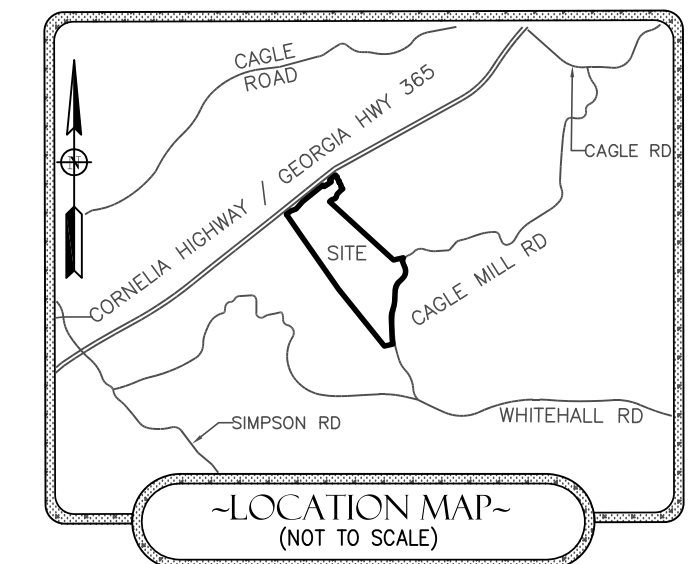 CAGLE
ROAD
CORNELIA HIGHWAY / GEORGIA HWY 365
CAGLE RD
N
SITE
CAGLE MILL RD
WHITEHALL RD
SIMPSON RD
~LOCATION MAP~
(NOT TO SCALE)